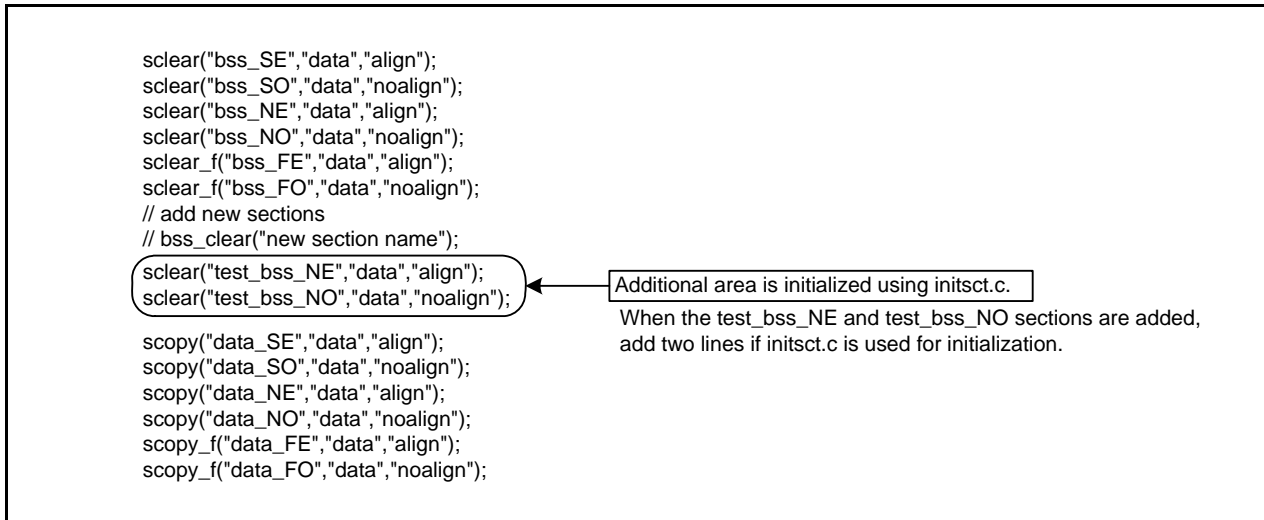 sclear("bss_SE","data","align");
sclear("bss_SO","data","noalign");
sclear("bss_NE","data","align");
sclear("bss_NO","data","noalign");
sclear_f("bss_FE","data","align");
sclear_f("bss_FO","data","noalign");
// add new sections
// bss_clear("new section name");
sclear("test_bss_NE","data","align");
sclear("test_bss_NO","data","noalign");
Additional area is initialized using initsct.c.
When the test_bss_NE and test_bss_NO sections are added,
add two lines if initsct.c is used for initialization.
scopy("data_SE","data","align");
scopy("data_SO","data","noalign");
scopy("data_NE","data","align");
scopy("data_NO","data","noalign");
scopy_f("data_FE","data","align");
scopy_f("data_FO","data","noalign");